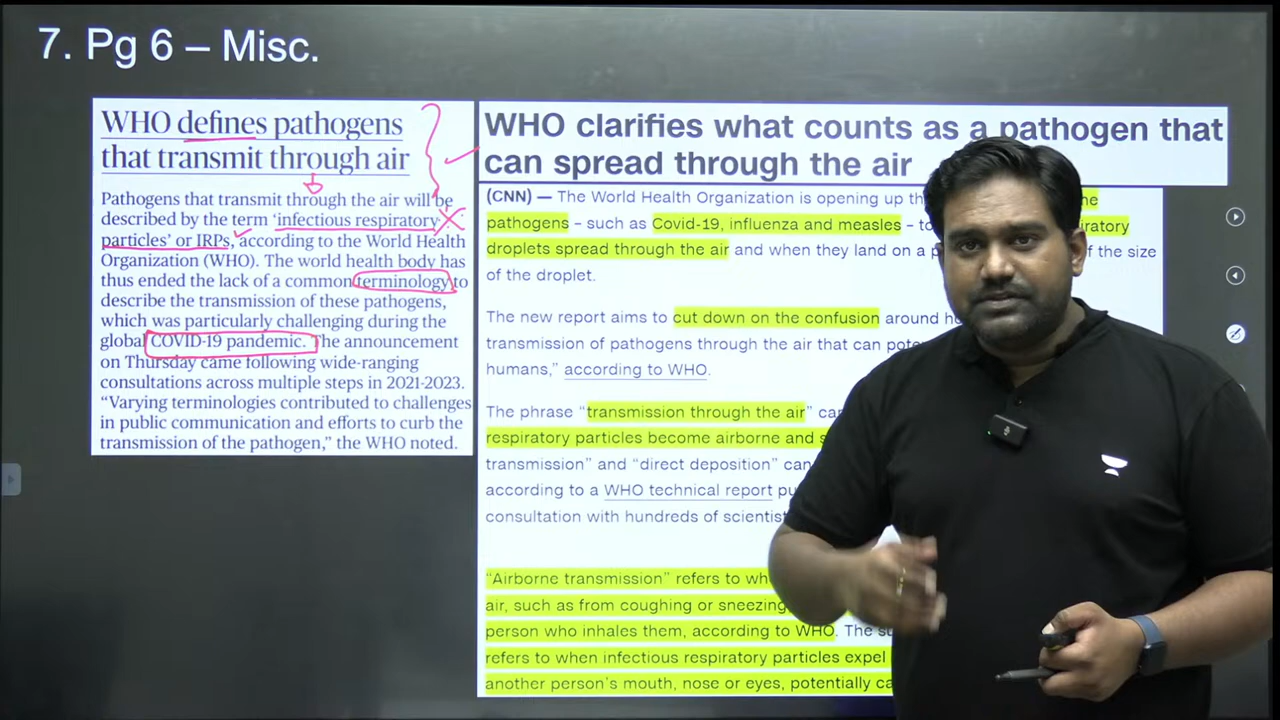 7. Pg 6 – Misc.
WHO defines pathogens
that transmit through air
Pathogens that transmit through the air will be
described by the term ‘infectious respiratory
particles’ or IRPs, according to the World Health
Organization (WHO). The world health body has
thus ended the lack of a common terminology to
describe the transmission of these pathogens,
which was particularly challenging during the
global COVID-19 pandemic. The announcement
on Thursday came following wide-ranging
consultations across multiple steps in 2021-2023.
“Varying terminologies contributed to challenges
in public communication and efforts to curb the
transmission of the pathogen,” the WHO noted.
WHO clarifies what counts as a pathogen that
can spread through the air
(CNN) — The World Health Organization is opening up
pathogens – such as Covid-19, influenza and measles –
droplets spread through the air and when they land on a of the size
of the droplet.
The new report aims to cut down on the confusion around
transmission of pathogens through the air that can
humans,” according to WHO.
The phrase “transmission through the air”
respiratory particles become airborne and
transmission” and “direct deposition”
according to a WHO technical report
consultation with hundreds of
“Airborne transmission” refers to
air, such as from coughing or sneezing
person who inhales them, according to WHO. The
refers to when infectious respiratory particles expel
another person’s mouth, nose or eyes, potentially